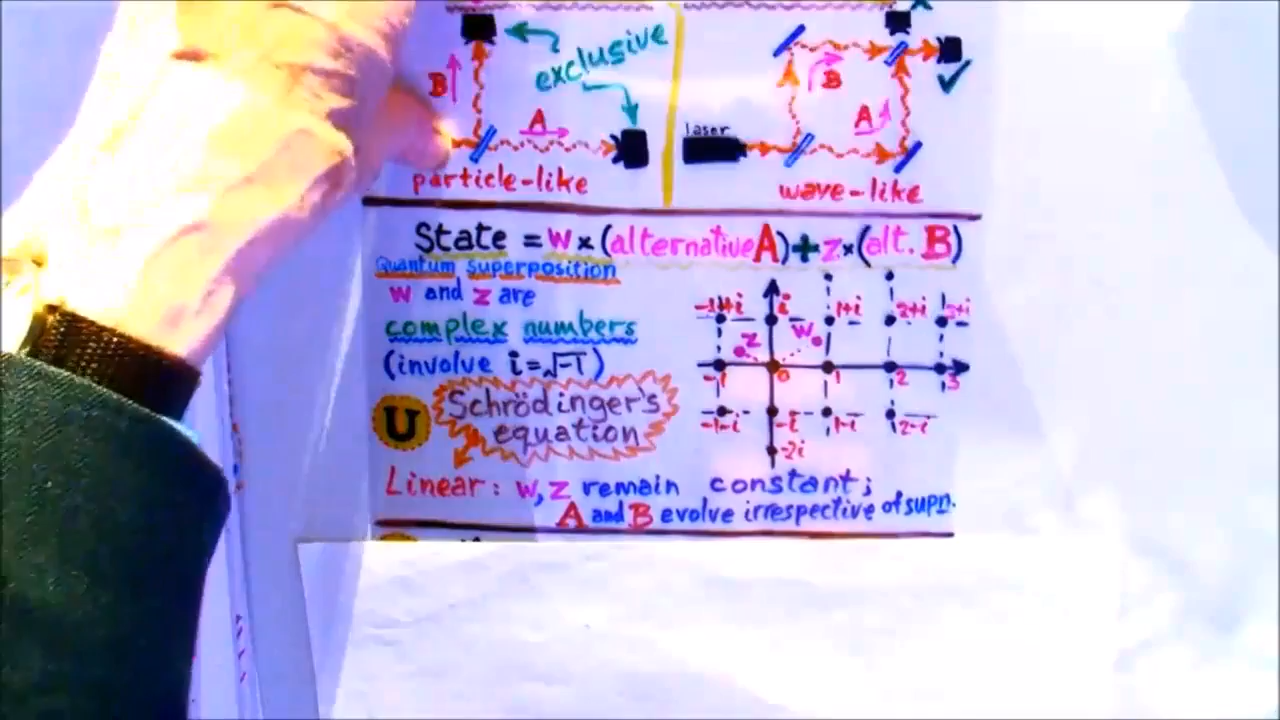 exclusive
B
A
particle-like
laser
B
A
wave-like
State = w × (alternative A) + z × (alt. B)
Quantum superposition
w and z are
complex numbers
(involve i = √-1)
-1+i i 1+i 2+i 3+i
z w
-1 0 1 2 3
-1-i -i 1-i 2-i
-2i
U Schrödinger's
equation
Linear: w, z remain constant;
A and B evolve irrespective of supn.